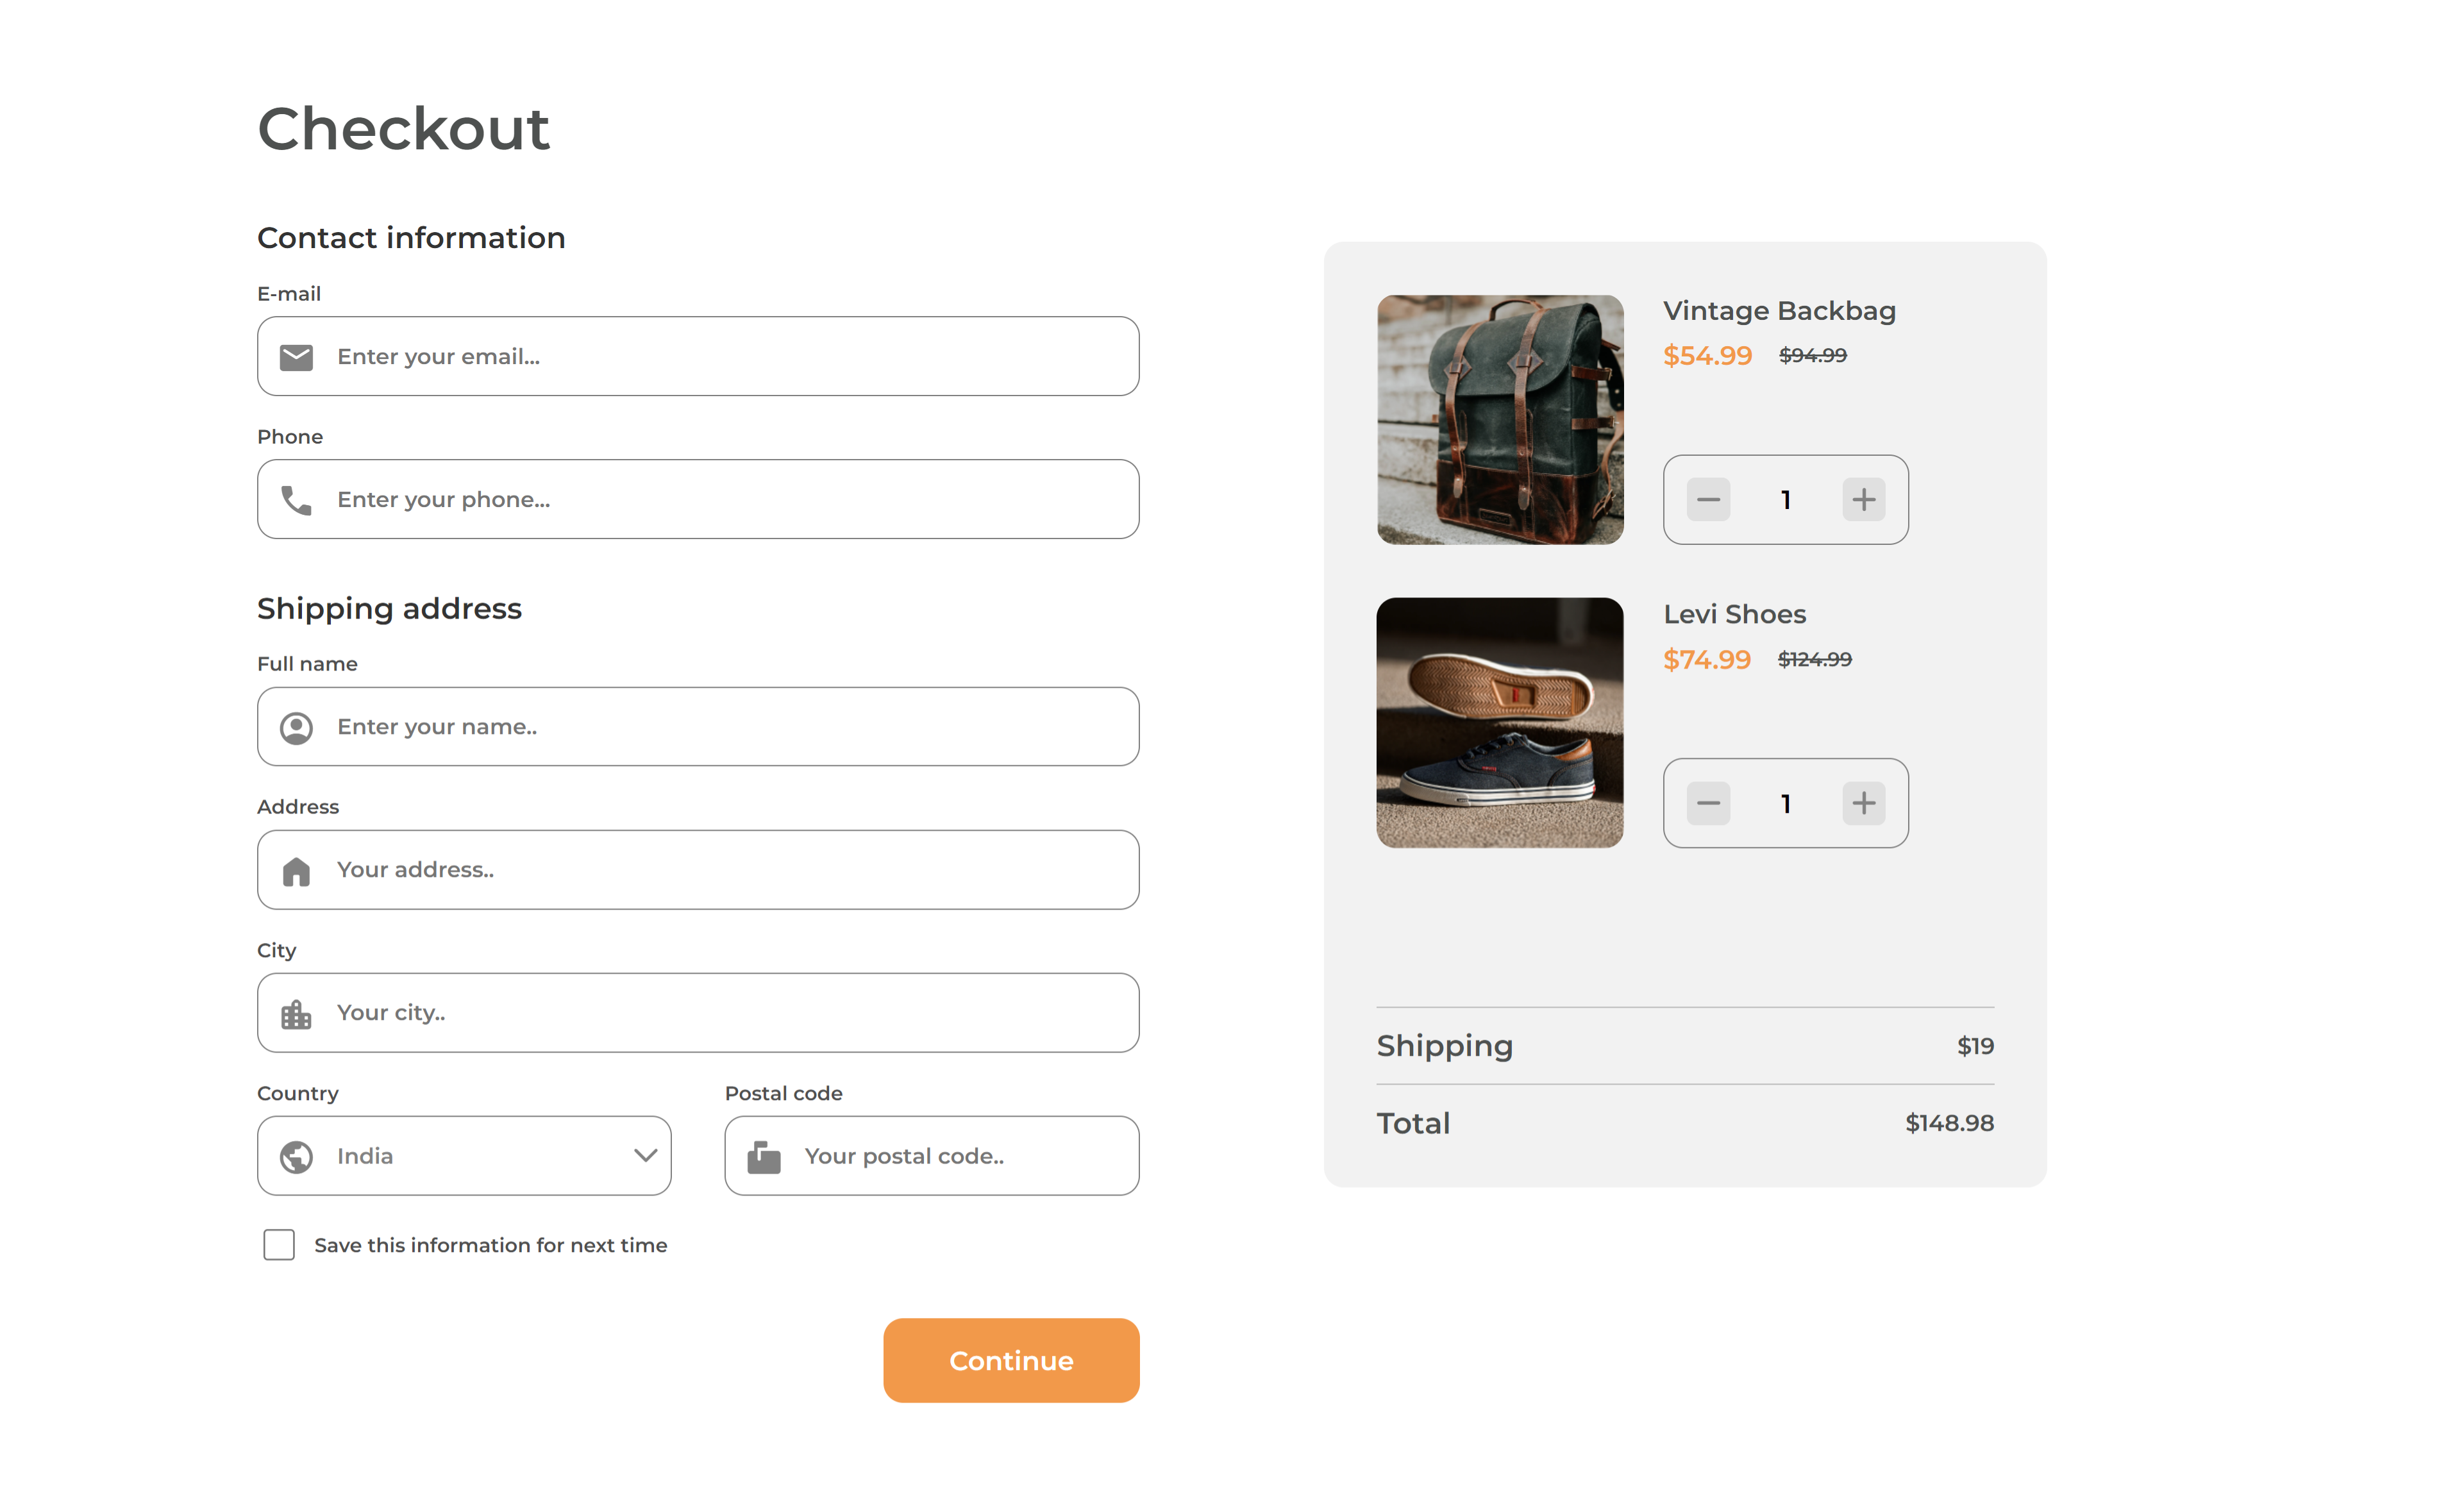 Checkout
Contact information
E-mail
Enter your email...
Phone
Enter your phone...
Shipping address
Full name
Enter your name..
Address
Your address..
City
Your city..
Country
Postal code
India
Your postal code..
Save this information for next time
Continue
Vintage Backbag
$54.99 $94.99
1
Levi Shoes
$74.99 $124.99
1
Shipping $19
Total $148.98